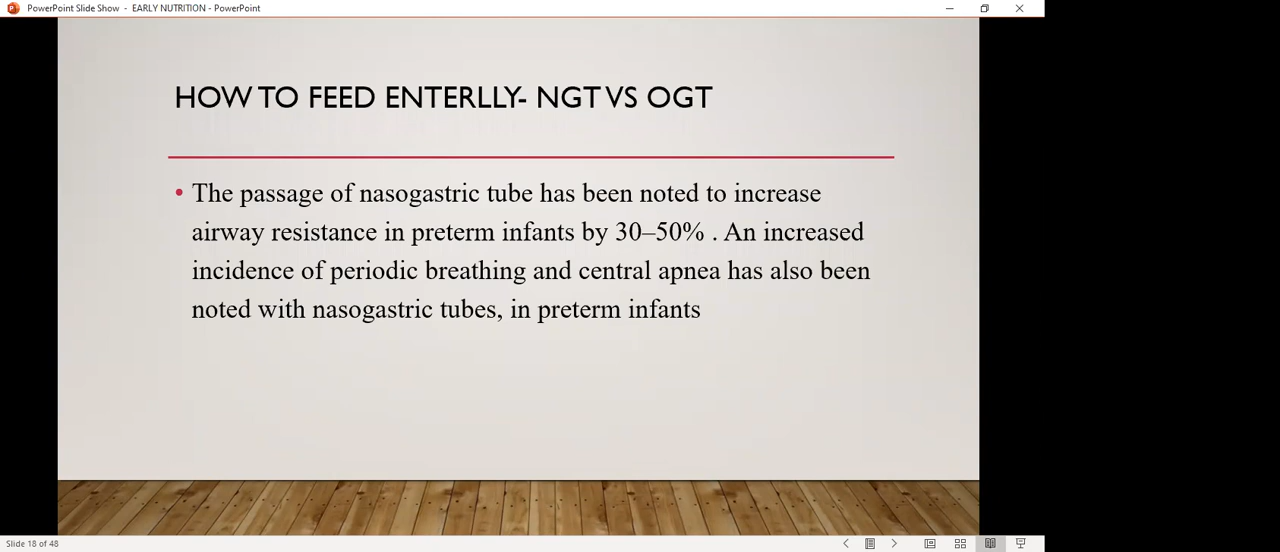 PowerPoint Slide Show - EARLY NUTRITION - PowerPoint
HOW TO FEED ENTERLLY- NGT VS OGT
• The passage of nasogastric tube has been noted to increase
airway resistance in preterm infants by 30–50% . An increased
incidence of periodic breathing and central apnea has also been
noted with nasogastric tubes, in preterm infants
Slide 18 of 48